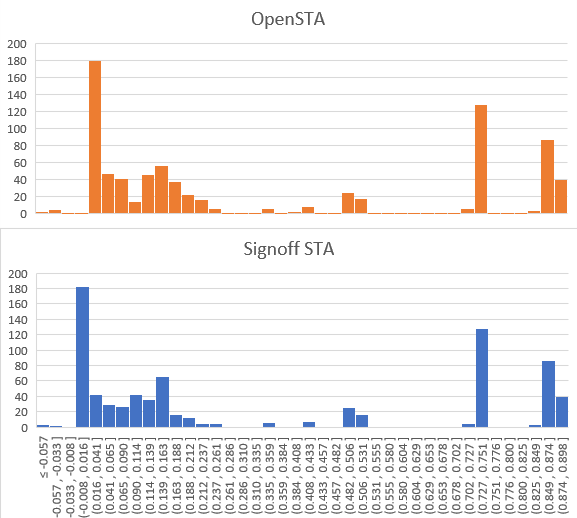 OpenSTA
200
180
160
140
120
100
80
60
40
20
0
Signoff STA
200
180
160
140
120
100
80
60
40
20
0
≤ -0.057
-0.057 , -0.033 ]
-0.033 , -0.008 ]
(-0.008 , 0.016 ]
(0.016 , 0.041 ]
(0.041 , 0.065 ]
(0.065 , 0.090 ]
(0.090 , 0.114 ]
(0.114 , 0.139 ]
(0.139 , 0.163 ]
(0.163 , 0.188 ]
(0.188 , 0.212 ]
(0.212 , 0.237 ]
(0.237 , 0.261 ]
(0.261 , 0.286 ]
(0.286 , 0.310 ]
(0.310 , 0.335 ]
(0.335 , 0.359 ]
(0.359 , 0.384 ]
(0.384 , 0.408 ]
(0.408 , 0.433 ]
(0.433 , 0.457 ]
(0.457 , 0.482 ]
(0.482 , 0.506 ]
(0.506 , 0.531 ]
(0.531 , 0.555 ]
(0.555 , 0.580 ]
(0.580 , 0.604 ]
(0.604 , 0.629 ]
(0.629 , 0.653 ]
(0.653 , 0.678 ]
(0.678 , 0.702 ]
(0.702 , 0.727 ]
(0.727 , 0.751 ]
(0.751 , 0.776 ]
(0.776 , 0.800 ]
(0.800 , 0.825 ]
(0.825 , 0.849 ]
(0.849 , 0.874 ]
(0.874 , 0.898 ]